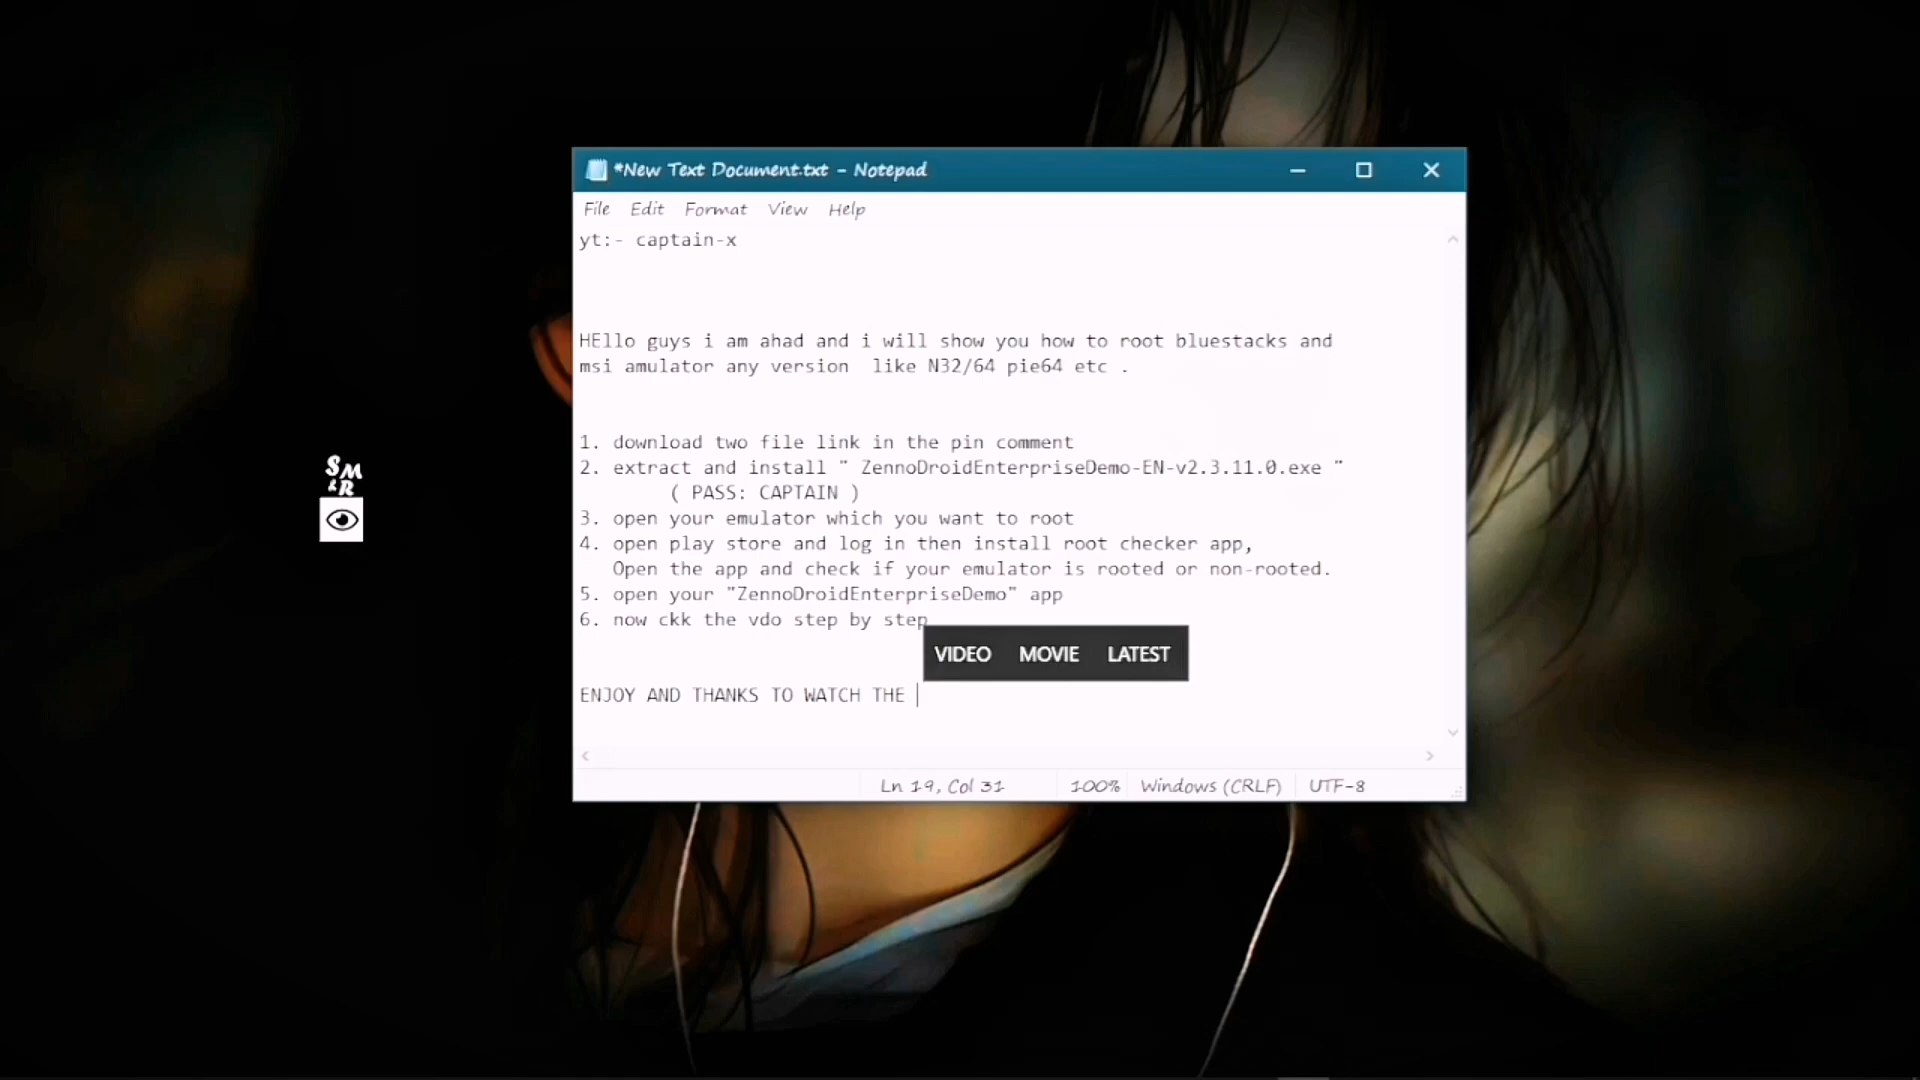 *New Text Document.txt - Notepad
File Edit Format View Help
yt:- captain-x
HEllo guys i am ahad and i will show you how to root bluestacks and
msi amulator any version  like N32/64 pie64 etc .
1. download two file link in the pin comment
2. extract and install " ZennoDroidEnterpriseDemo-EN-v2.3.11.0.exe "
( PASS: CAPTAIN )
3. open your emulator which you want to root
4. open play store and log in then install root checker app,
Open the app and check if your emulator is rooted or non-rooted.
5. open your "ZennoDroidEnterpriseDemo" app
6. now ckk the vdo step by step
VIDEO MOVIE LATEST
ENJOY AND THANKS TO WATCH THE
Ln 19, Col 31 100% Windows (CRLF) UTF-8
SM
&R